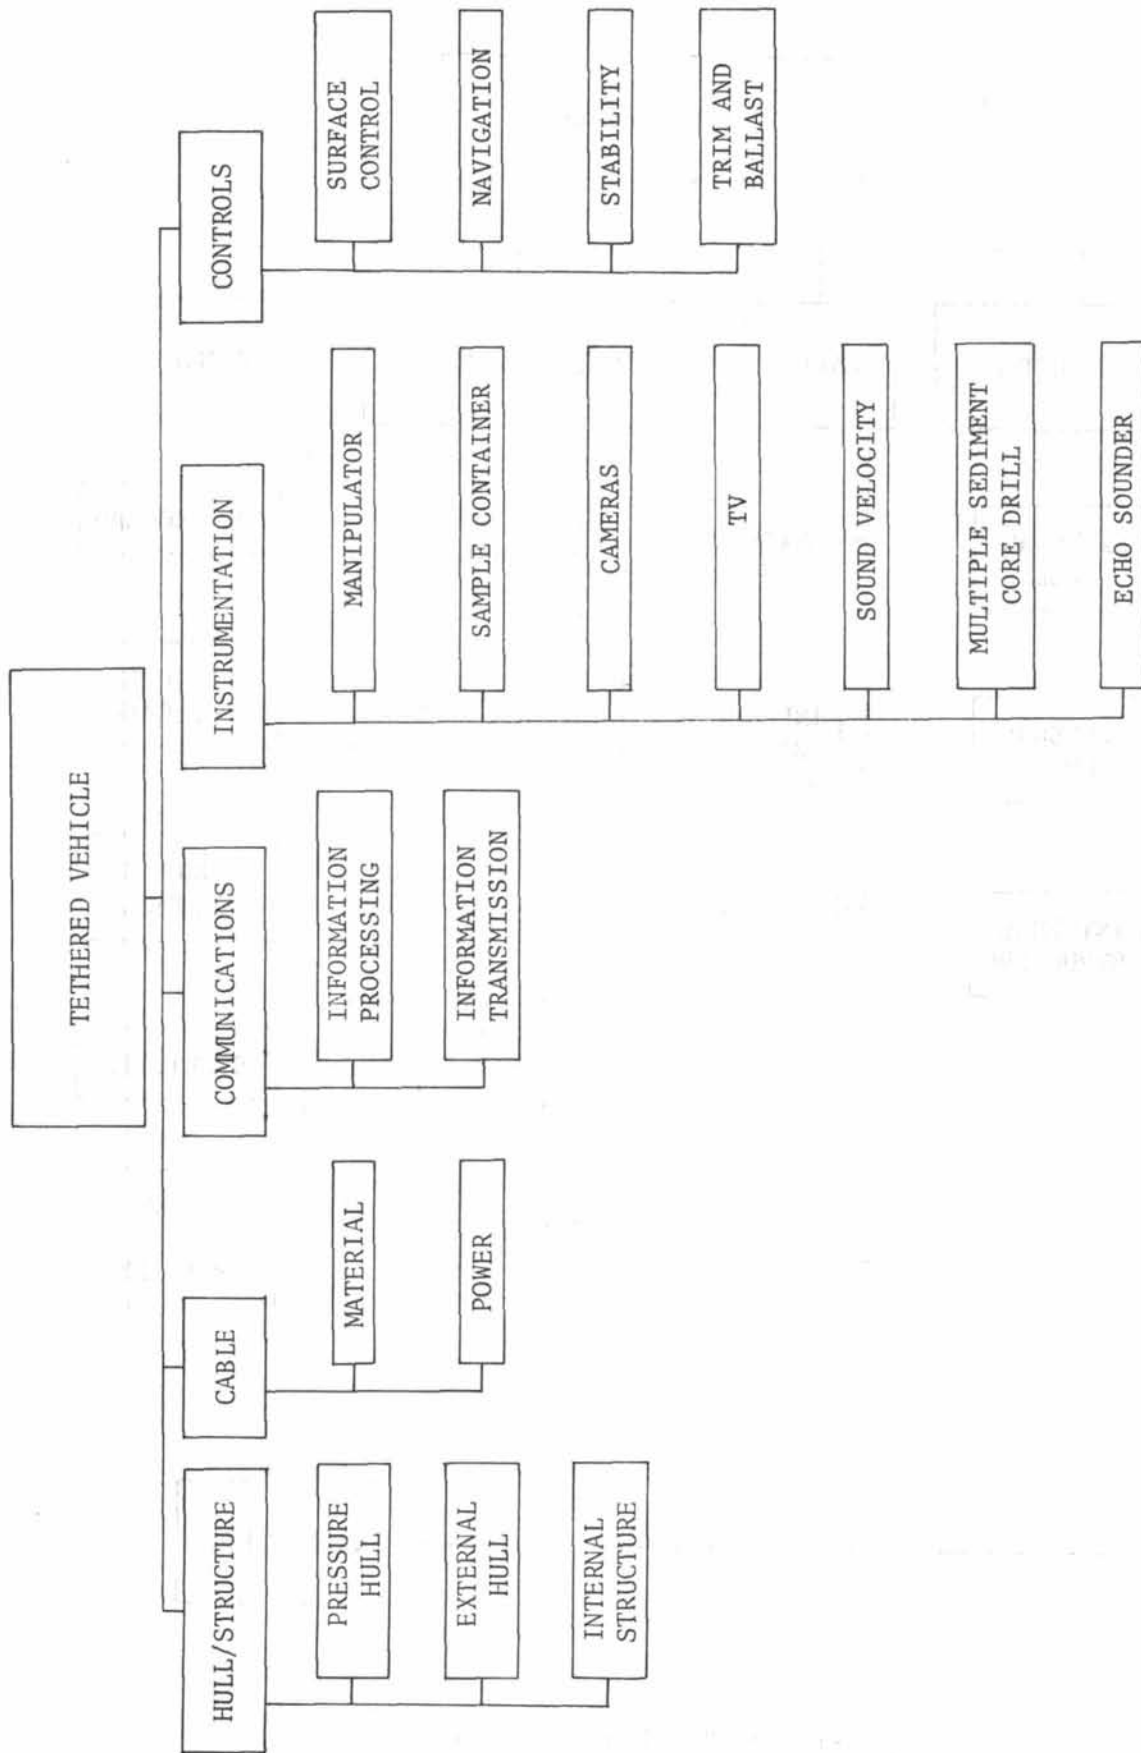 TETHERED VEHICLE
HULL/STRUCTURE
PRESSURE
HULL
EXTERNAL
HULL
INTERNAL
STRUCTURE
CABLE
MATERIAL
POWER
COMMUNICATIONS
INFORMATION
PROCESSING
INFORMATION
TRANSMISSION
INSTRUMENTATION
MANIPULATOR
SAMPLE CONTAINER
CAMERAS
TV
SOUND VELOCITY
MULTIPLE SEDIMENT
CORE DRILL
ECHO SOUNDER
CONTROLS
SURFACE
CONTROL
NAVIGATION
STABILITY
TRIM AND
BALLAST